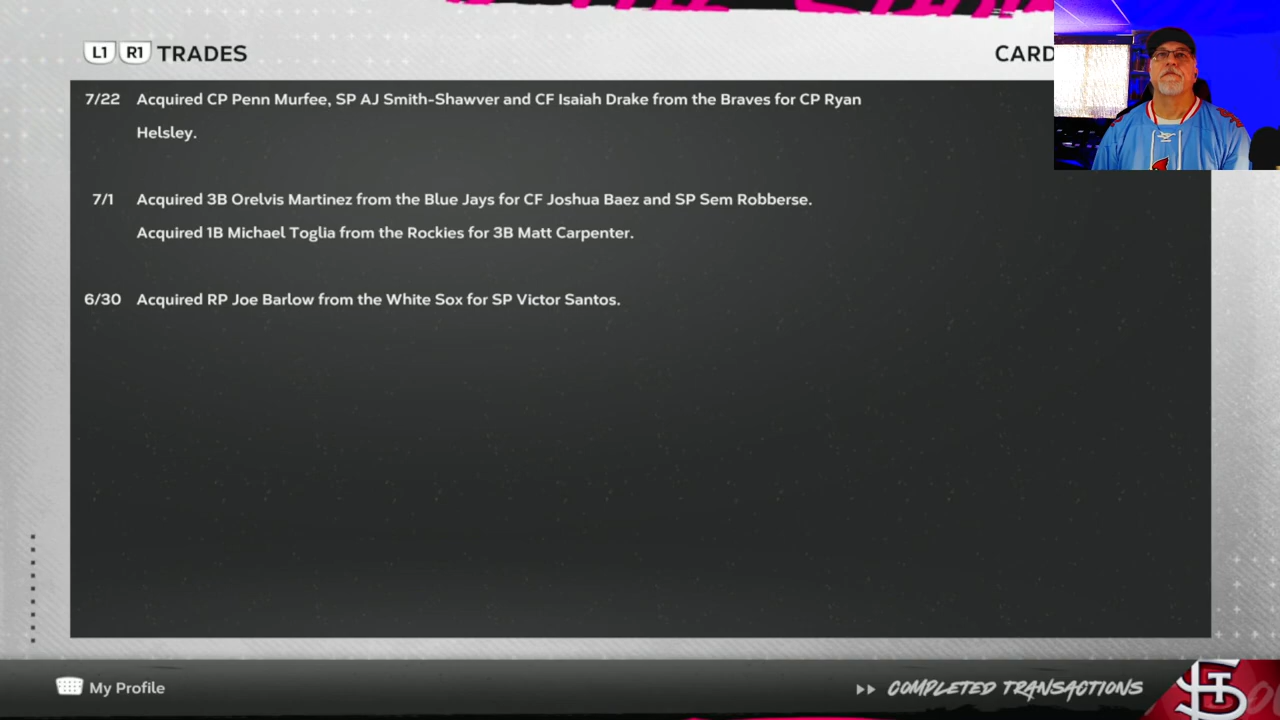 L1 R1 TRADES
CARD
7/22 Acquired CP Penn Murfee, SP AJ Smith-Shawver and CF Isaiah Drake from the Braves for CP Ryan
Helsley.
7/1 Acquired 3B Orelvis Martinez from the Blue Jays for CF Joshua Baez and SP Sem Robberse.
Acquired 1B Michael Toglia from the Rockies for 3B Matt Carpenter.
6/30 Acquired RP Joe Barlow from the White Sox for SP Victor Santos.
My Profile
COMPLETED TRANSACTIONS
STL